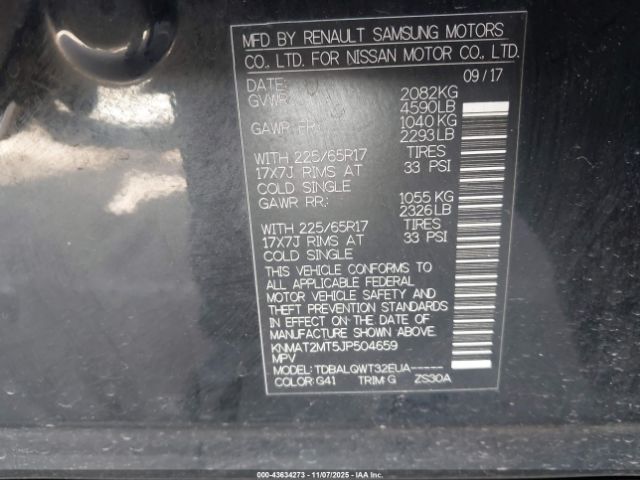 MFD BY RENAULT SAMSUNG MOTORS
CO., LTD. FOR NISSAN MOTOR CO., LTD.
DATE: 09/17
GVWR 2082KG
4590LB
GAWR FR: 1040 KG
2293LB
WITH 225/65R17 TIRES
17X7J RIMS AT 33 PSI
COLD SINGLE
GAWR RR: 1055 KG
2326LB
WITH 225/65R17 TIRES
17X7J RIMS AT 33 PSI
COLD SINGLE
THIS VEHICLE CONFORMS TO
ALL APPLICABLE FEDERAL
MOTOR VEHICLE SAFETY AND
THEFT PREVENTION STANDARDS
IN EFFECT ON THE DATE OF
MANUFACTURE SHOWN ABOVE.
KNMAT2MT5JP504659
MPV
MODEL: TDBALQWT32EUA-----
COLOR: G41 TRIM: G ZS30A
00-43634273 - 11/07/2025 - IAA Inc.